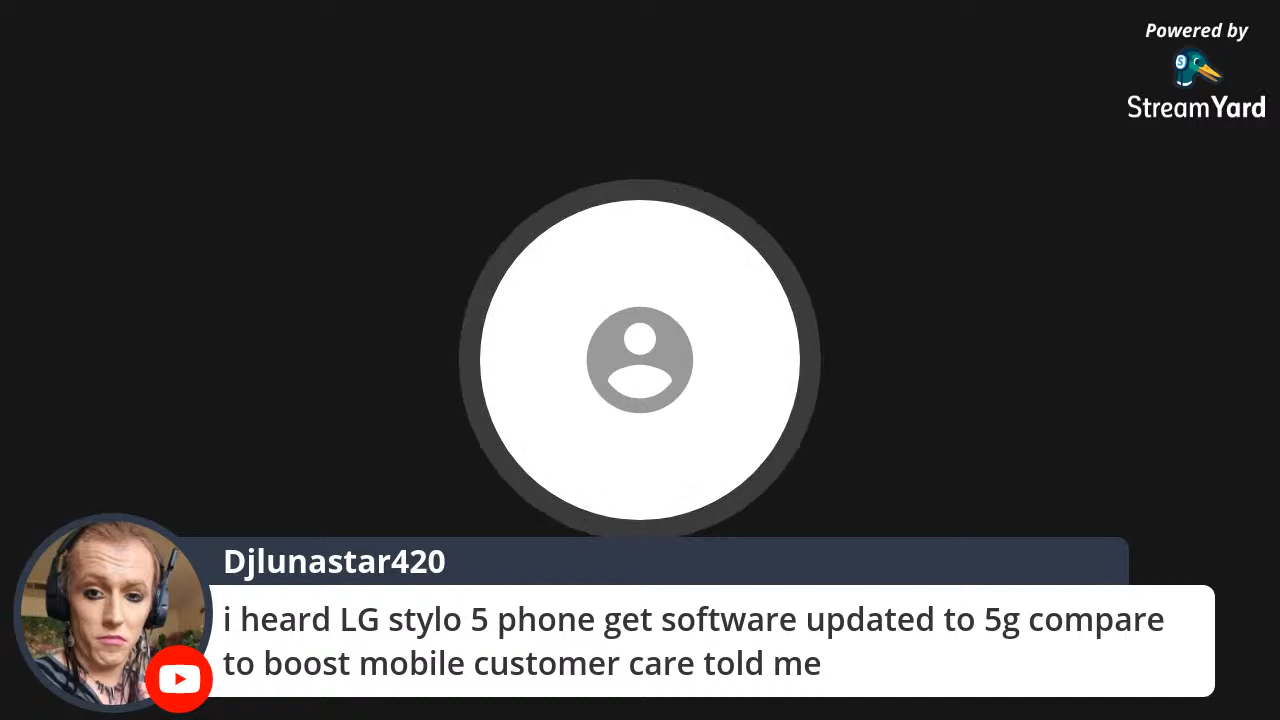 Powered by
StreamYard
Djlunastar420
i heard LG stylo 5 phone get software updated to 5g compare
to boost mobile customer care told me